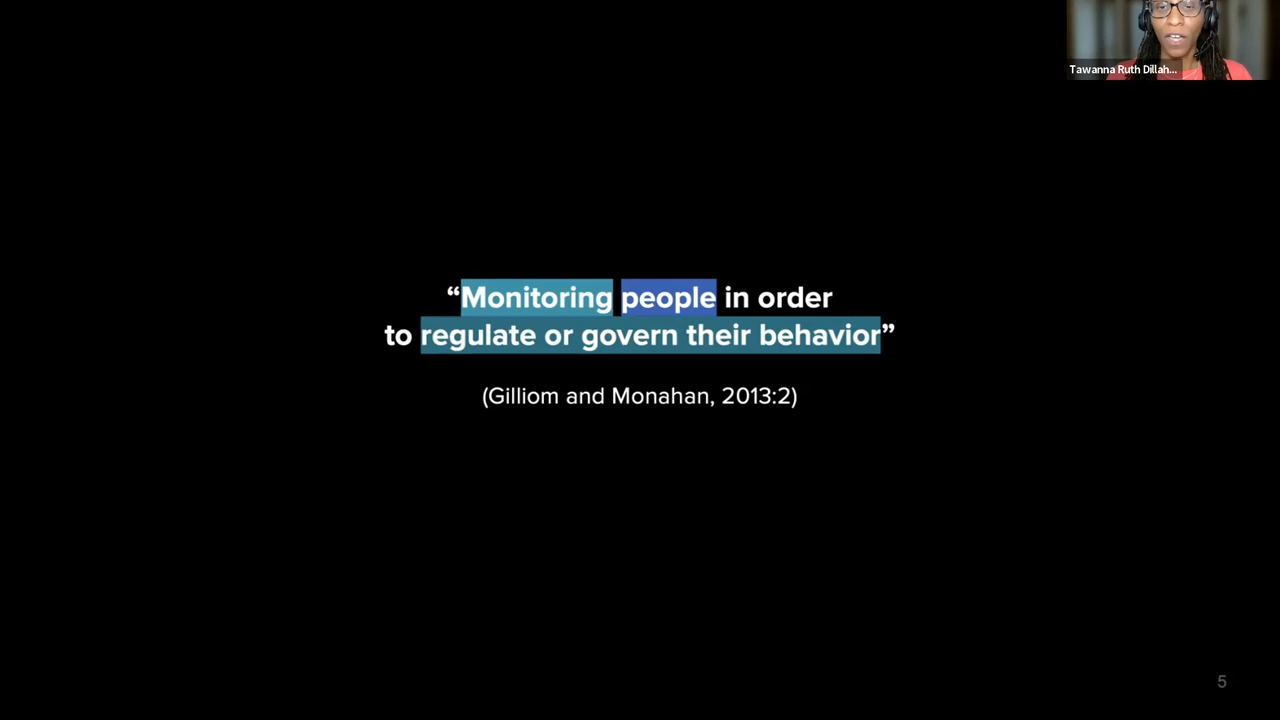 Tawanna Ruth Dillah...
“Monitoring people in order
to regulate or govern their behavior”
(Gilliom and Monahan, 2013:2)
5